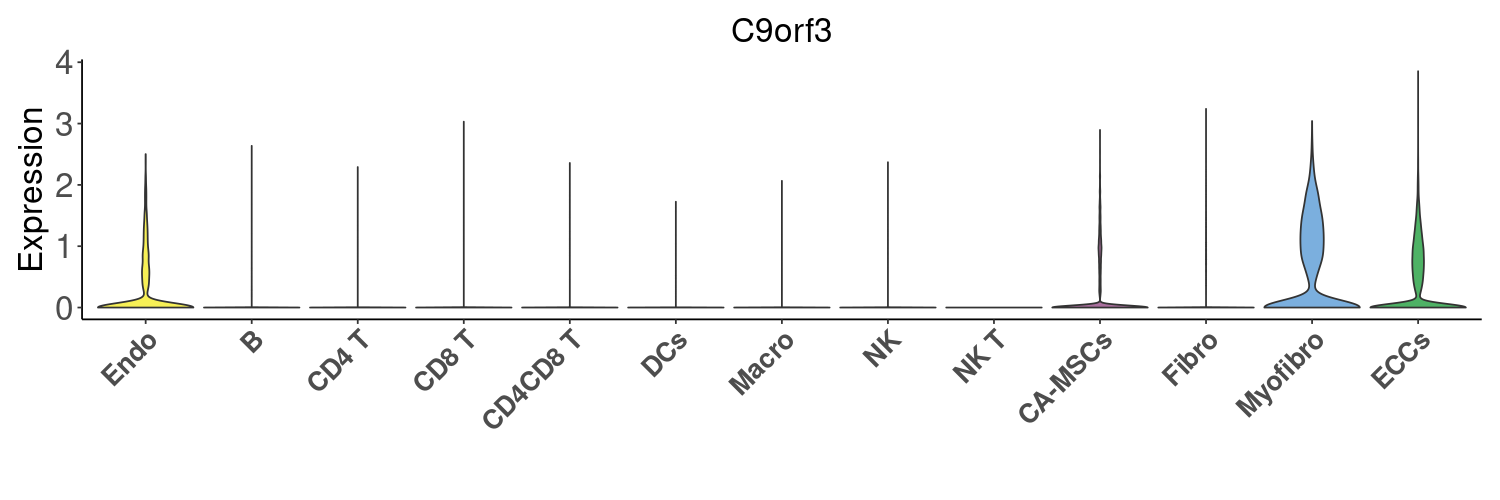 C9orf3
Expression
4
3
2
1
0
Endo
B
CD4 T
CD8 T
CD4CD8 T
DCs
Macro
NK
NK T
CA-MSCs
Fibro
Myofibro
ECCs